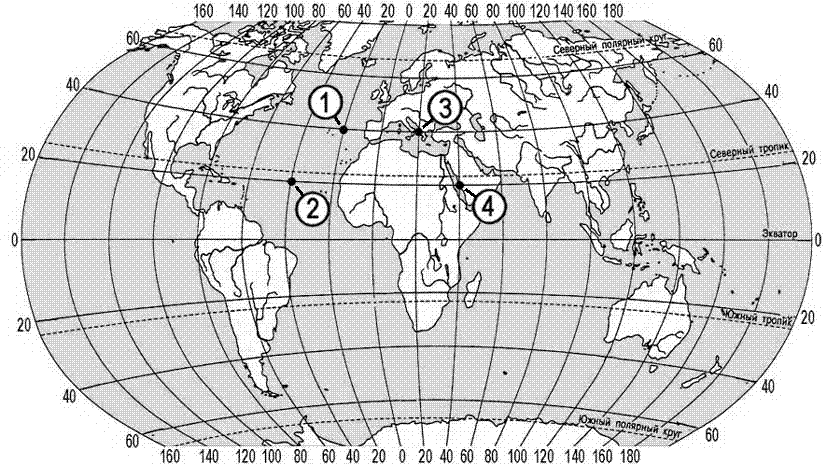 160 140 120 100 80 60 40 20 0 20 40 60 80 100 120 140 160 180
60 Северный полярный круг 60
40 40
1 3
20 Северный тропик 20
2 4
0 Экватор 0
20 Южный тропик 20
40 40
60 Южный полярный круг 60
160 140 120 100 80 60 40 20 0 20 40 60 80 100 120 140 160 180